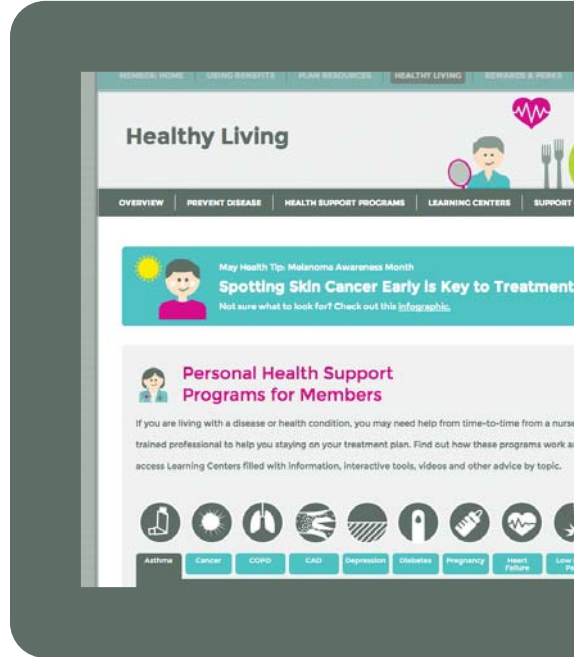 MEMBER HOME USING BENEFITS PLAN RESOURCES HEALTHY LIVING REWARDS & PERKS
Healthy Living
OVERVIEW PREVENT DISEASE HEALTH SUPPORT PROGRAMS LEARNING CENTERS SUPPORT
May Health Tip: Melanoma Awareness Month
Spotting Skin Cancer Early is Key to Treatment
Not sure what to look for? Check out this infographic.
Personal Health Support
Programs for Members
If you are living with a disease or health condition, you may need help from time-to-time from a nurse
trained professional to help you staying on your treatment plan. Find out how these programs work a
access Learning Centers filled with information, interactive tools, videos and other advice by topic.
Asthma Cancer COPD CAD Depression Diabetes Pregnancy Heart Low
Failure